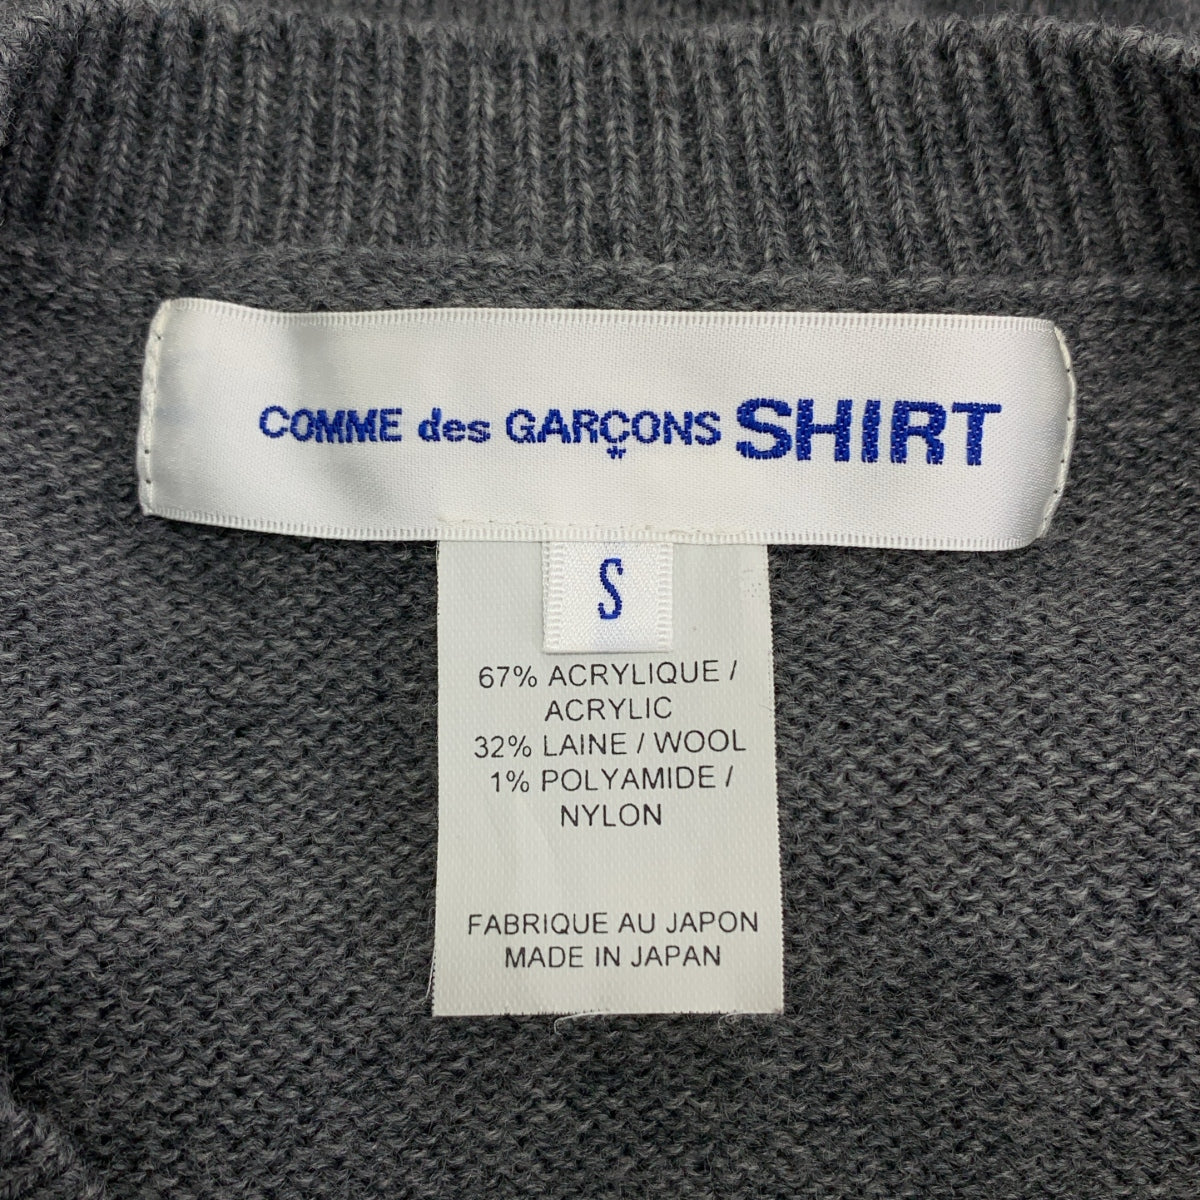 COMME des GARÇONS SHIRT
S
67% ACRYLIQUE /
ACRYLIC
32% LAINE / WOOL
1% POLYAMIDE /
NYLON
FABRIQUE AU JAPON
MADE IN JAPAN